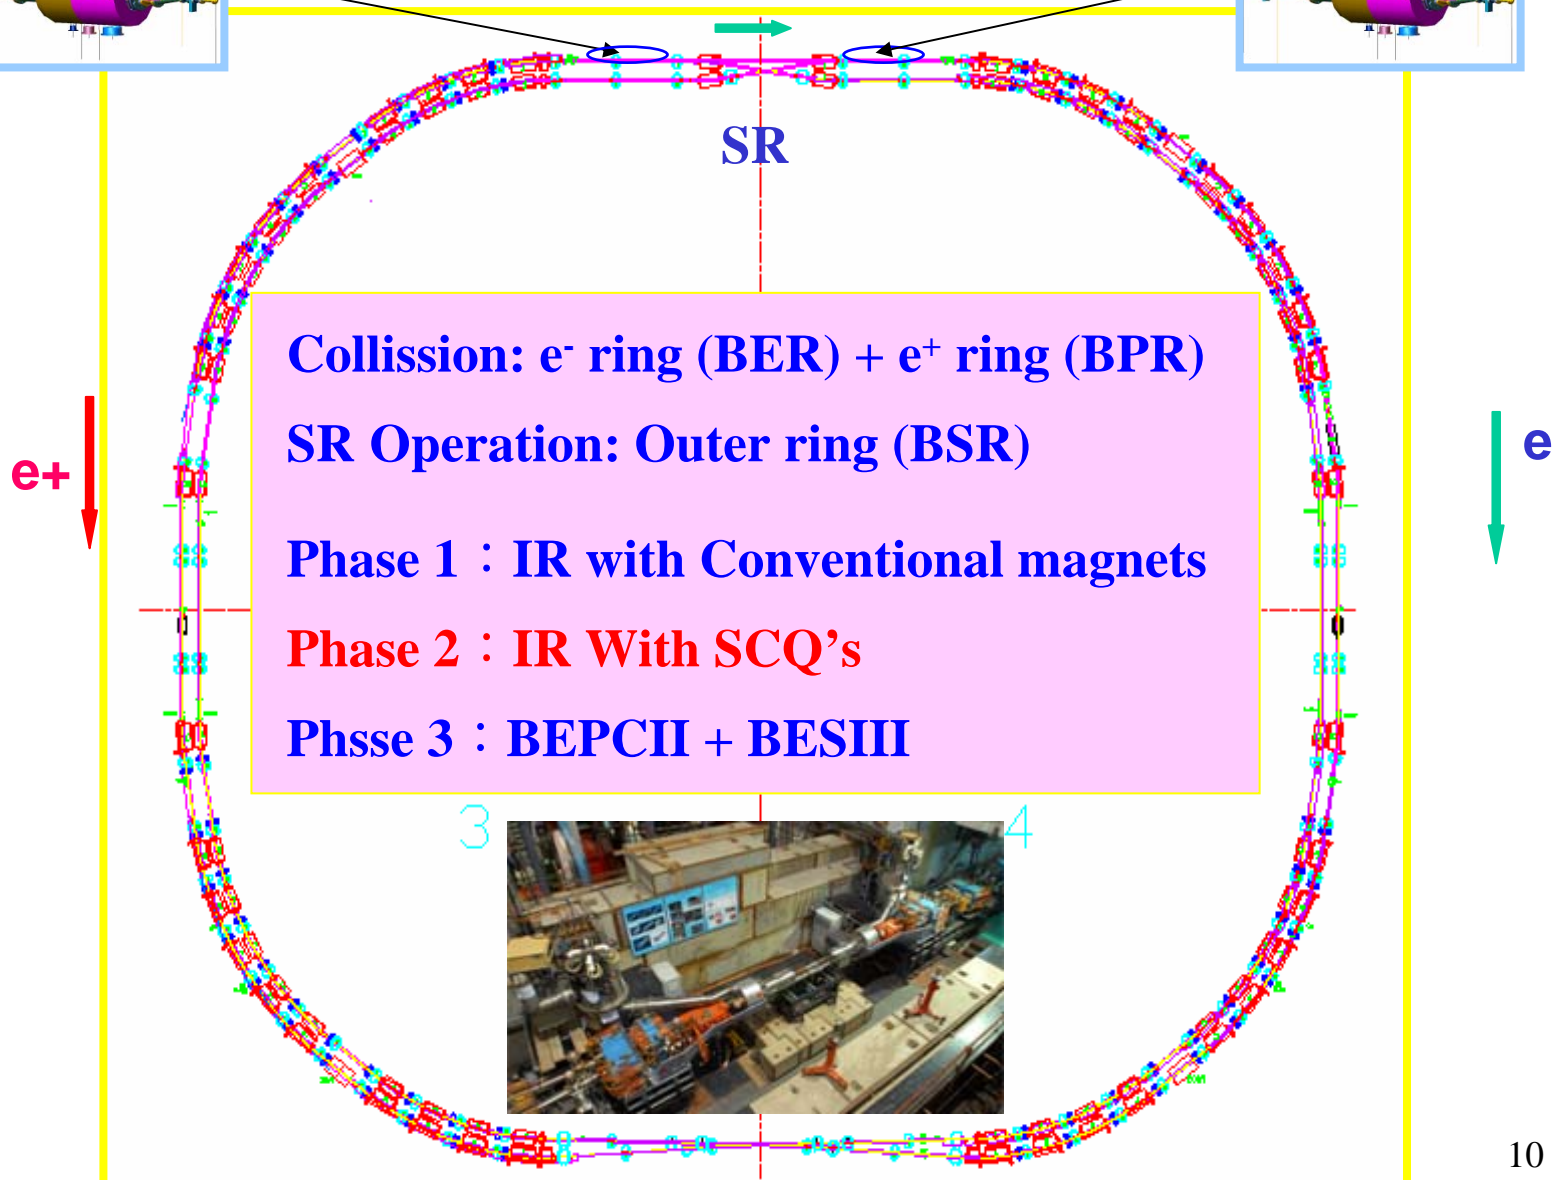 SR
Collission: e- ring (BER) + e+ ring (BPR)
SR Operation: Outer ring (BSR)
e+
e
Phase 1：IR with Conventional magnets
Phase 2：IR With SCQ’s
Phsse 3：BEPCII + BESIII
3
4
10